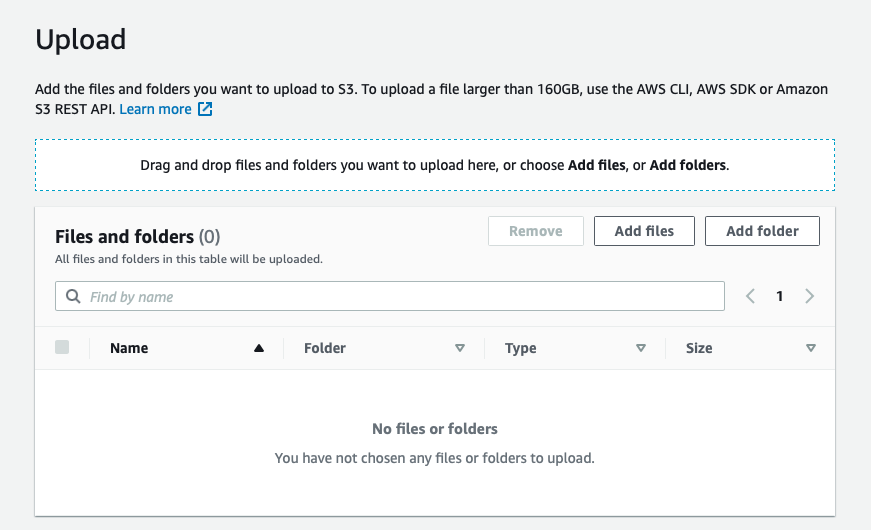 Upload
Add the files and folders you want to upload to S3. To upload a file larger than 160GB, use the AWS CLI, AWS SDK or Amazon
S3 REST API. Learn more
Drag and drop files and folders you want to upload here, or choose Add files, or Add folders.
Files and folders (0)
Remove
Add files
Add folder
All files and folders in this table will be uploaded.
Find by name
1
Name
Folder
Type
Size
No files or folders
You have not chosen any files or folders to upload.